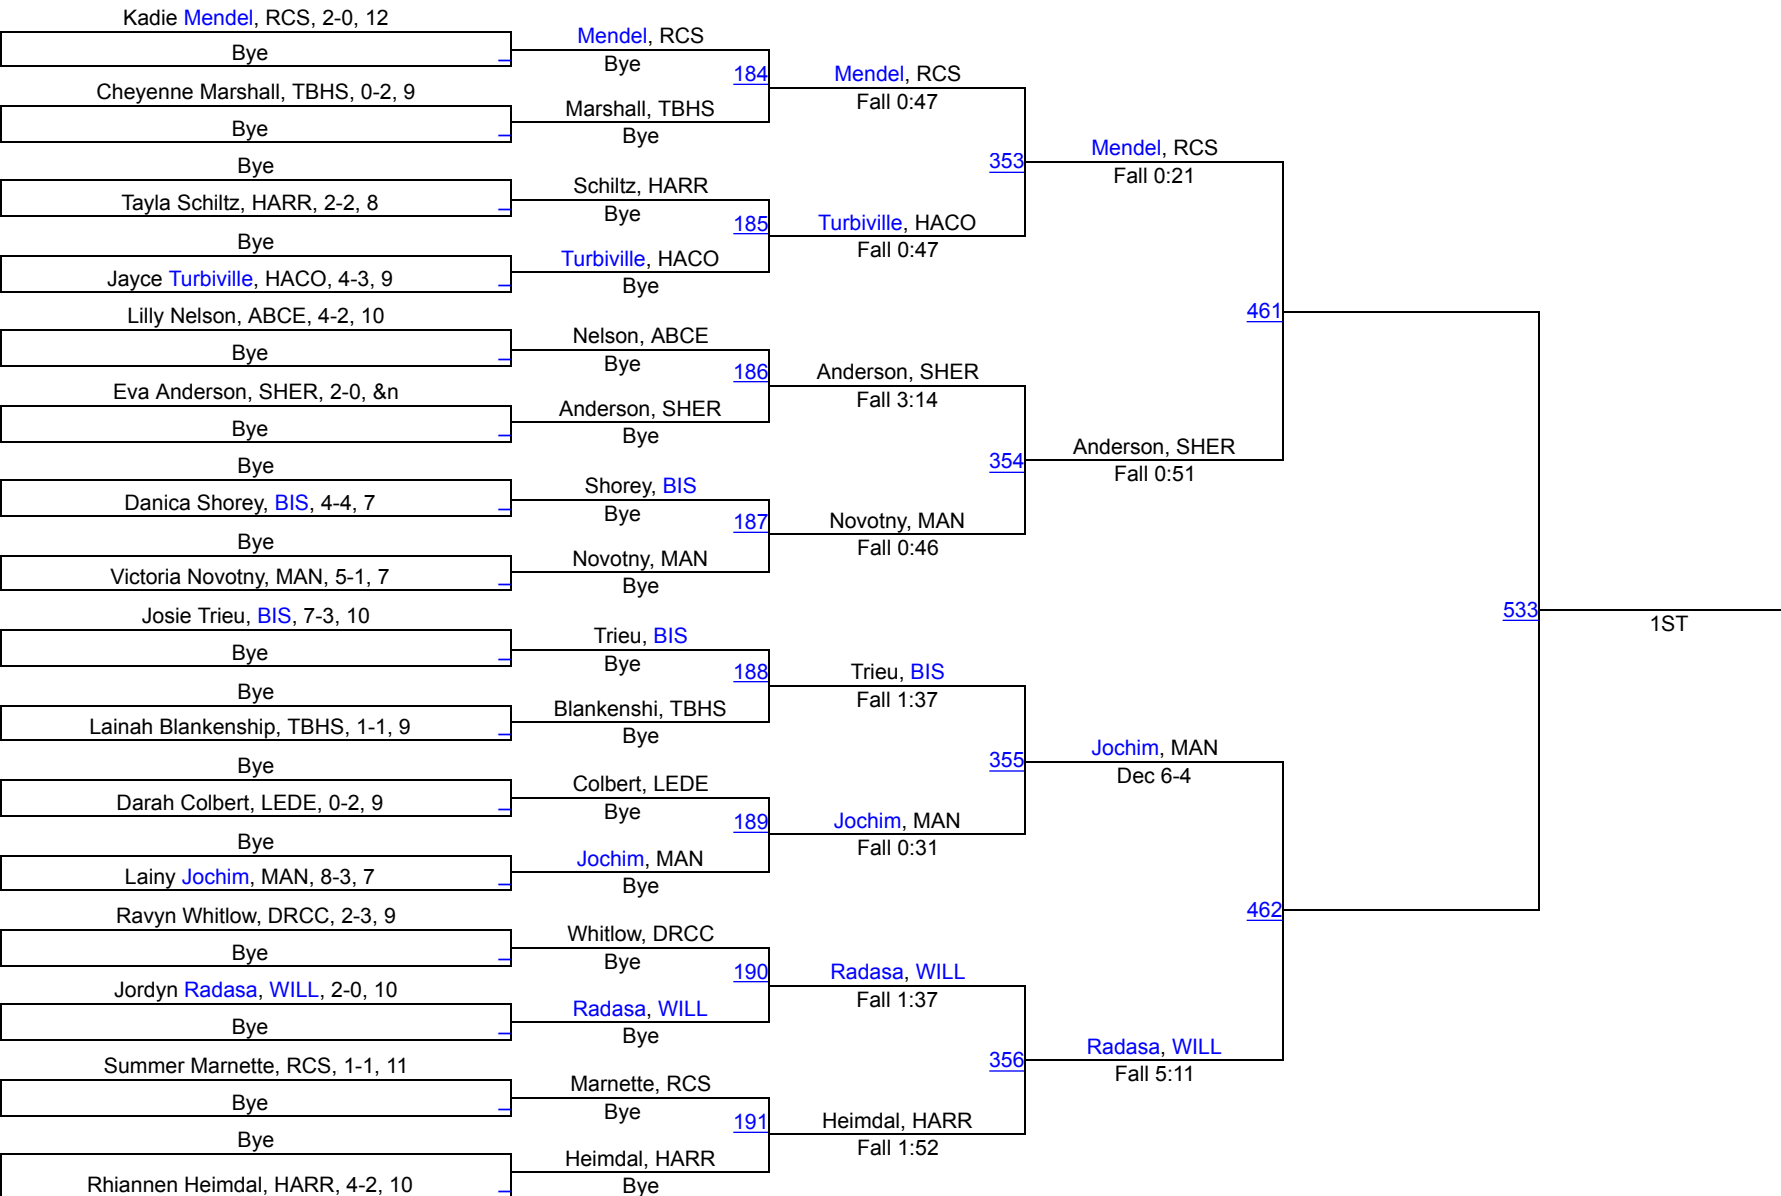 Kadie Mendel, RCS, 2-0, 12
Bye
Cheyenne Marshall, TBHS, 0-2, 9
Bye
Bye
Tayla Schiltz, HARR, 2-2, 8
Bye
Jayce Turbiville, HACO, 4-3, 9
Lilly Nelson, ABCE, 4-2, 10
Bye
Eva Anderson, SHER, 2-0, &n
Bye
Bye
Danica Shorey, BIS, 4-4, 7
Bye
Victoria Novotny, MAN, 5-1, 7
Josie Trieu, BIS, 7-3, 10
Bye
Bye
Lainah Blankenship, TBHS, 1-1, 9
Bye
Darah Colbert, LEDE, 0-2, 9
Bye
Lainy Jochim, MAN, 8-3, 7
Ravyn Whitlow, DRCC, 2-3, 9
Bye
Jordyn Radasa, WILL, 2-0, 10
Bye
Summer Marnette, RCS, 1-1, 11
Bye
Bye
Rhiannen Heimdal, HARR, 4-2, 10
Mendel, RCS
Bye
184
Marshall, TBHS
Bye
Schiltz, HARR
Bye
185
Turbiville, HACO
Bye
Nelson, ABCE
Bye
186
Anderson, SHER
Bye
Shorey, BIS
Bye
187
Novotny, MAN
Bye
Trieu, BIS
Bye
188
Blankenshi, TBHS
Bye
Colbert, LEDE
Bye
189
Jochim, MAN
Bye
Whitlow, DRCC
Bye
190
Radasa, WILL
Bye
Marnette, RCS
Bye
191
Heimdal, HARR
Bye
Mendel, RCS
Fall 0:47
353
Turbiville, HACO
Fall 0:47
Anderson, SHER
Fall 3:14
354
Novotny, MAN
Fall 0:46
Trieu, BIS
Fall 1:37
355
Jochim, MAN
Fall 0:31
Radasa, WILL
Fall 1:37
356
Heimdal, HARR
Fall 1:52
Mendel, RCS
Fall 0:21
461
Anderson, SHER
Fall 0:51
Jochim, MAN
Dec 6-4
462
Radasa, WILL
Fall 5:11
533
1ST